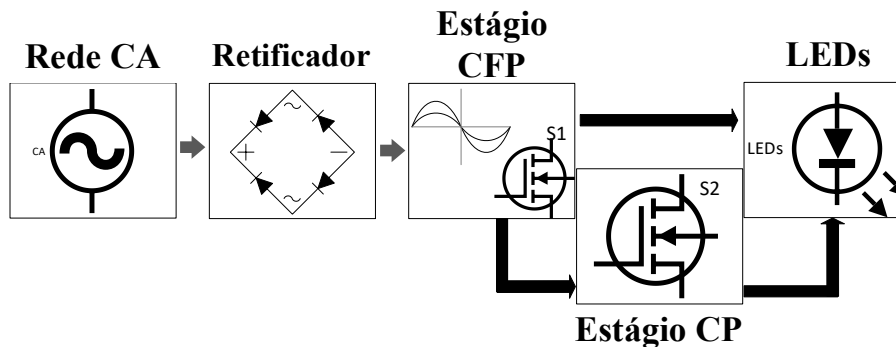 Rede CA
Retificador
Estágio
CFP
LEDs
CA
S1
LEDs
S2
Estágio CP